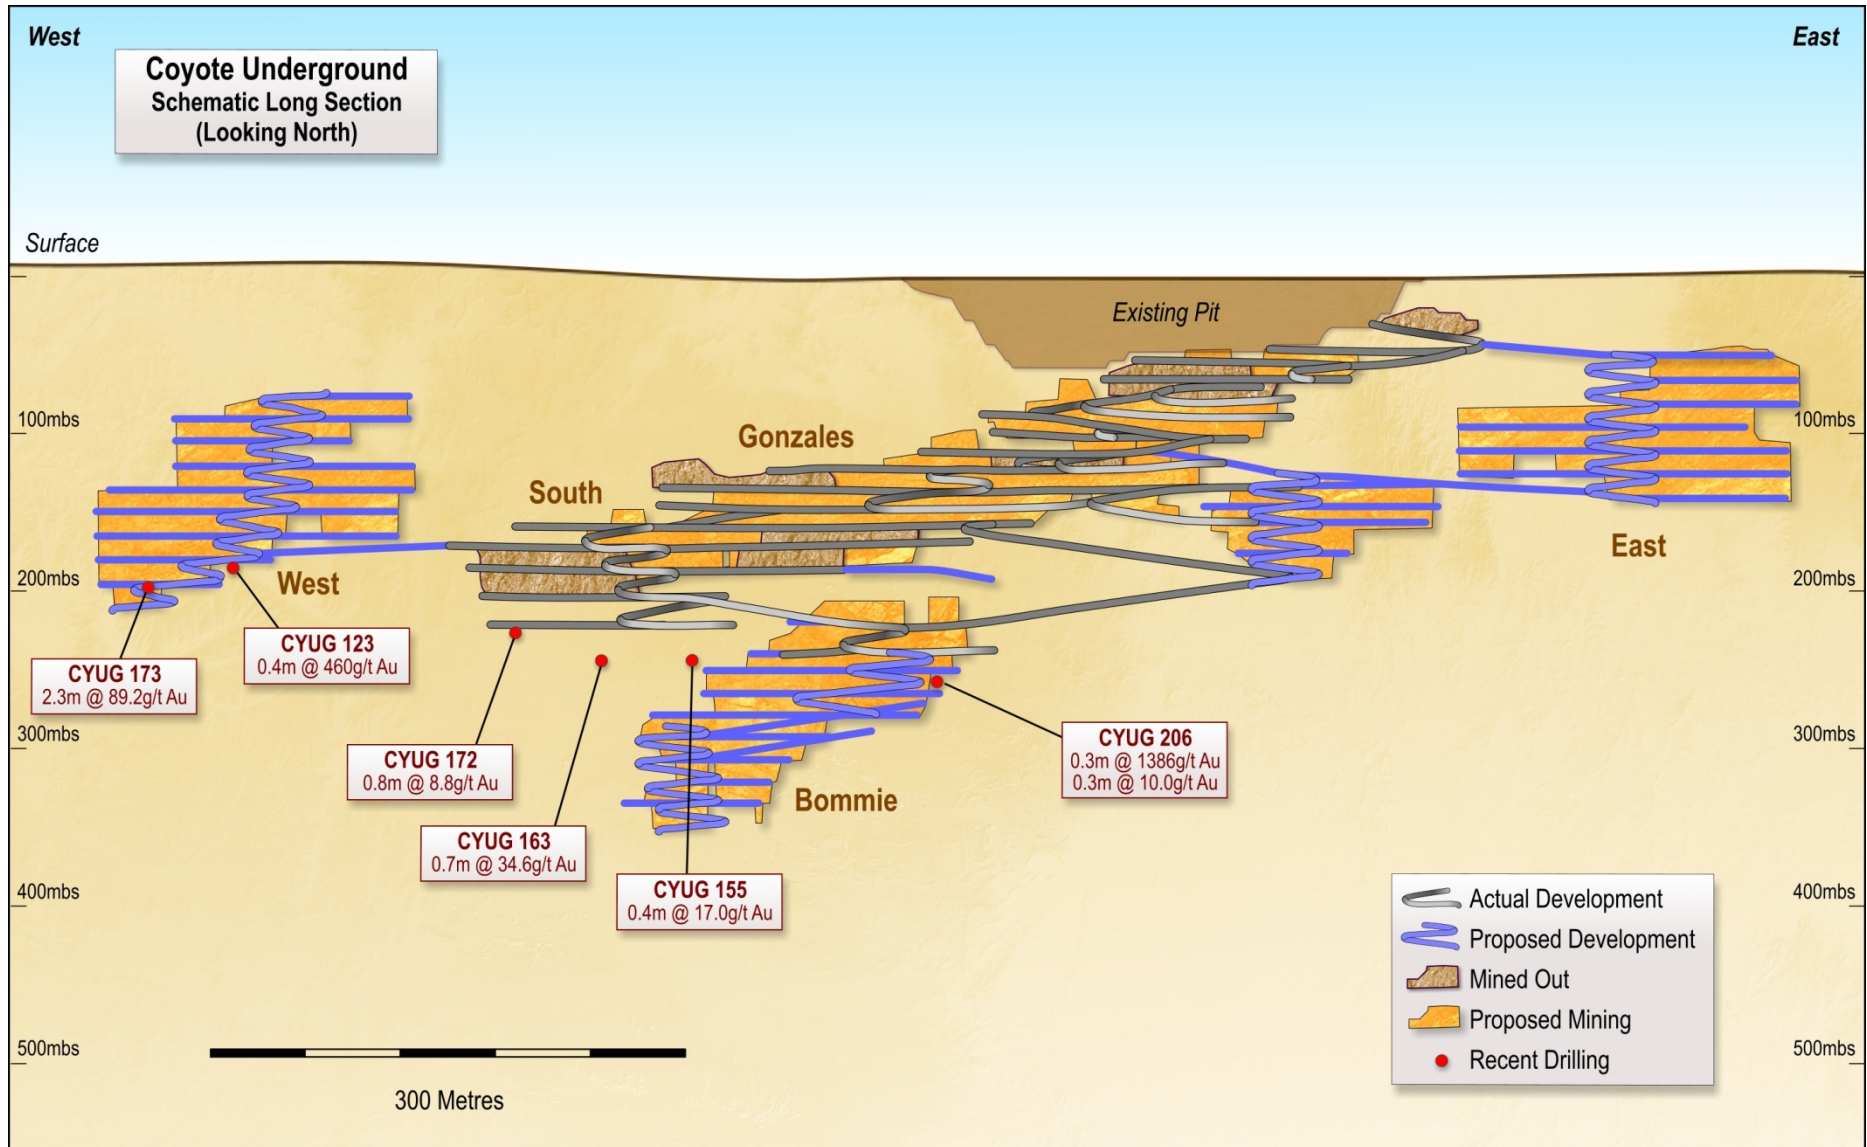 West
East
Coyote Underground
Schematic Long Section
(Looking North)
Surface
Existing Pit
100mbs
100mbs
Gonzales
South
East
West
200mbs
200mbs
CYUG 123
0.4m @ 460g/t Au
CYUG 173
2.3m @ 89.2g/t Au
300mbs
300mbs
CYUG 206
0.3m @ 1386g/t Au
0.3m @ 10.0g/t Au
CYUG 172
0.8m @ 8.8g/t Au
Bommie
CYUG 163
0.7m @ 34.6g/t Au
CYUG 155
0.4m @ 17.0g/t Au
400mbs
400mbs
Actual Development
Proposed Development
Mined Out
Proposed Mining
Recent Drilling
500mbs
500mbs
300 Metres